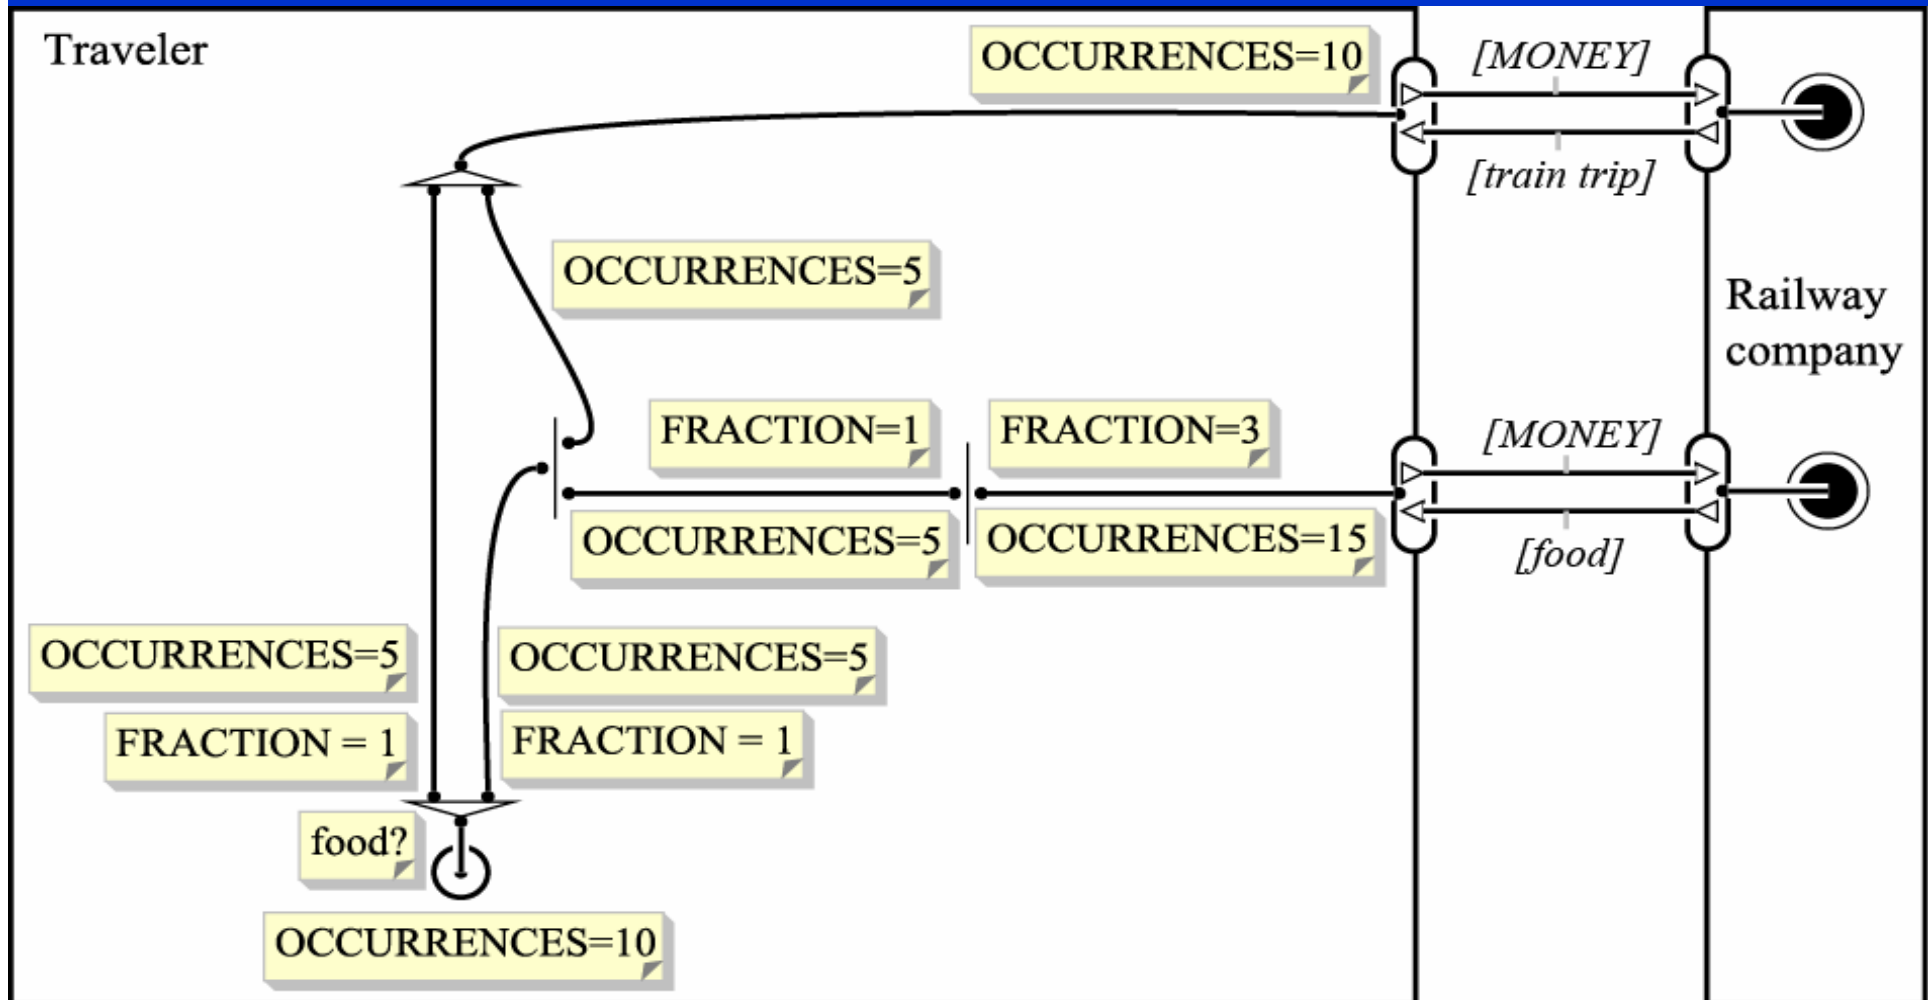 Traveler
OCCURRENCES=10
[MONEY]
[train trip]
OCCURRENCES=5
Railway
company
FRACTION=1
FRACTION=3
[MONEY]
OCCURRENCES=5
OCCURRENCES=15
[food]
OCCURRENCES=5
OCCURRENCES=5
FRACTION = 1
FRACTION = 1
food?
OCCURRENCES=10